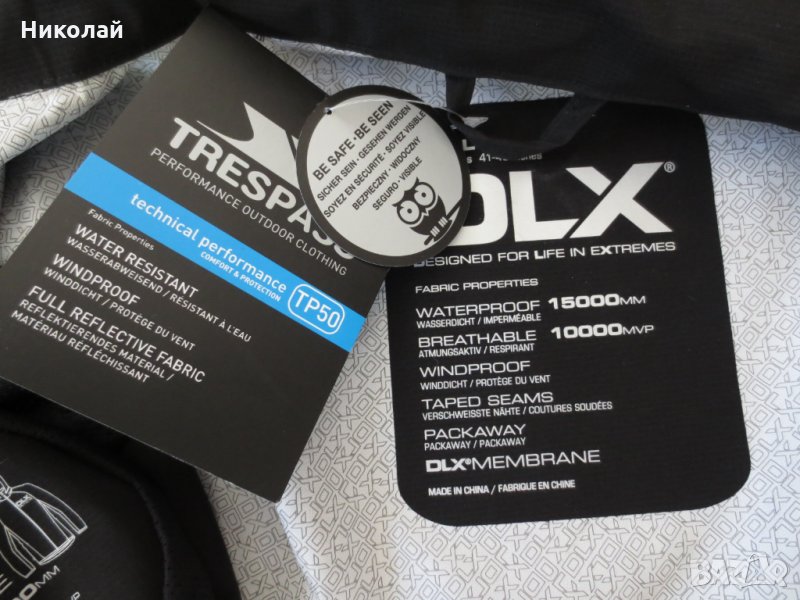 Николай
TRESPASS
PERFORMANCE OUTDOOR CLOTHING
technical performance
COMFORT & PROTECTION
TP50
Fabric Properties
WATER RESISTANT
WASSERABWEISEND / RÉSISTANT À L'EAU
WINDPROOF
WINDDICHT / PROTÈGE DU VENT
FULL REFLECTIVE FABRIC
REFLEKTIERENDES MATERIAL /
MATÉRIAU RÉFLÉCHISSANT
BE SAFE - BE SEEN
SICHER SEIN - GESEHEN WERDEN
SOYEZ EN SÉCURITÉ - SOYEZ VISIBLE
BEZPIECZNY - WIDOCZNY
SEGURO - VISIBLE
DLX®
DESIGNED FOR LIFE IN EXTREMES
FABRIC PROPERTIES
WATERPROOF 15000MM
WASSERDICHT / IMPERMÉABLE
BREATHABLE 10000MVP
ATMUNGSAKTIV / RESPIRANT
WINDPROOF
WINDDICHT / PROTÈGE DU VENT
TAPED SEAMS
VERSCHWEISSTE NÄHTE / COUTURES SOUDÉES
PACKAWAY
PACKAWAY / PACKAWAY
DLX® MEMBRANE
MADE IN CHINA / FABRIQUE EN CHINE
BAZAR